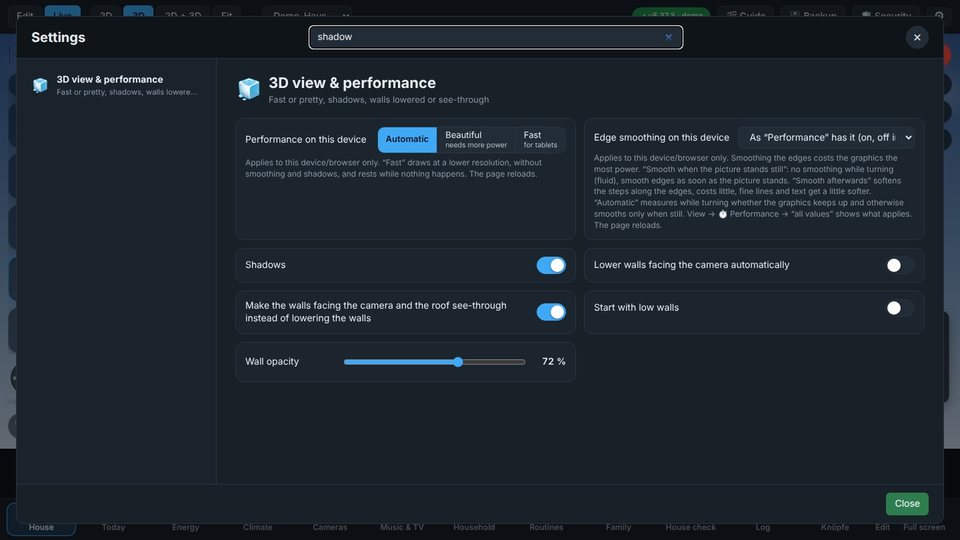 Edit
Live
2D
3D
2D + 3D
Fit
Demo-Haus
Guide
Backup
Security
Settings
shadow
3D view & performance
Fast or pretty, shadows, walls lowere...
3D view & performance
Fast or pretty, shadows, walls lowered or see-through
Performance on this device
Automatic
Beautiful
needs more power
Fast
for tablets
Applies to this device/browser only. "Fast" draws at a lower resolution, without
smoothing and shadows, and rests while nothing happens. The page reloads.
Edge smoothing on this device
As "Performance" has it (on, off i
Applies to this device/browser only. Smoothing the edges costs the graphics the
most power. "Smooth when the picture stands still": no smoothing while turning
(fluid), smooth edges as soon as the picture stands. "Smooth afterwards" softens
the steps along the edges, costs little, fine lines and text get a little softer.
"Automatic" measures while turning whether the graphics keeps up and otherwise
smooths only when still. View → ⏱ Performance → "all values" shows what applies.
The page reloads.
Shadows
Lower walls facing the camera automatically
Make the walls facing the camera and the roof see-through
instead of lowering the walls
Start with low walls
Wall opacity
72 %
Close
House
Today
Energy
Climate
Cameras
Music & TV
Household
Routines
Family
House check
Log
Knöpfe
Edit
Full screen